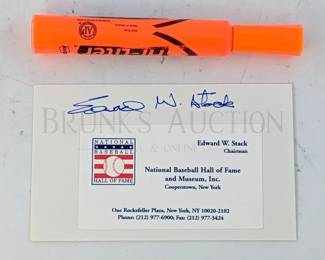 Hi-Liter
Edward W. Stack
BRUNK'S AUCTION
Edward W. Stack
Chairman
NATIONAL
BASEBALL
HALL OF FAME
National Baseball Hall of Fame
and Museum, Inc.
Cooperstown, New York
One Rockefeller Plaza, New York, NY 10020-2102
Phone: (212) 977-6900; Fax: (212) 977-3424